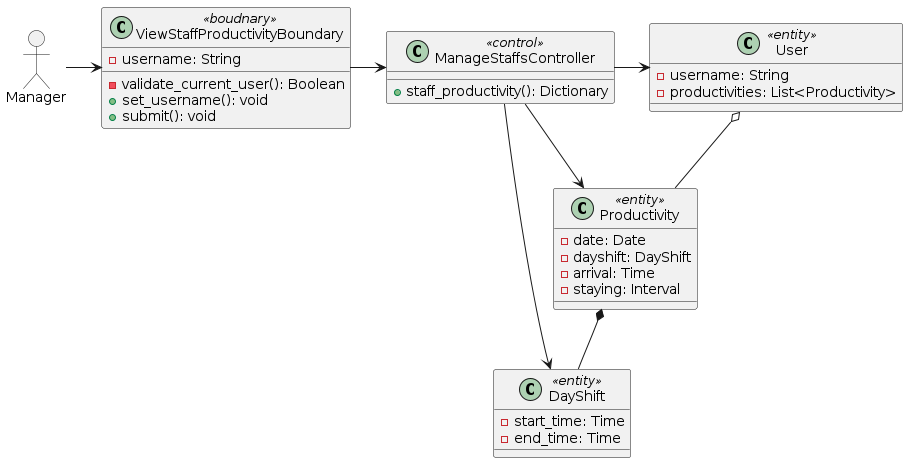 Manager
«boudnary»
C
ViewStaffProductivityBoundary
username: String
validate_current_user(): Boolean
set_username(): void
submit(): void
«control»
C
ManageStaffsController
staff_productivity(): Dictionary
«entity»
C
User
username: String
productivities: List<Productivity>
«entity»
C
Productivity
date: Date
dayshift: DayShift
arrival: Time
staying: Interval
«entity»
C
DayShift
start_time: Time
end_time: Time